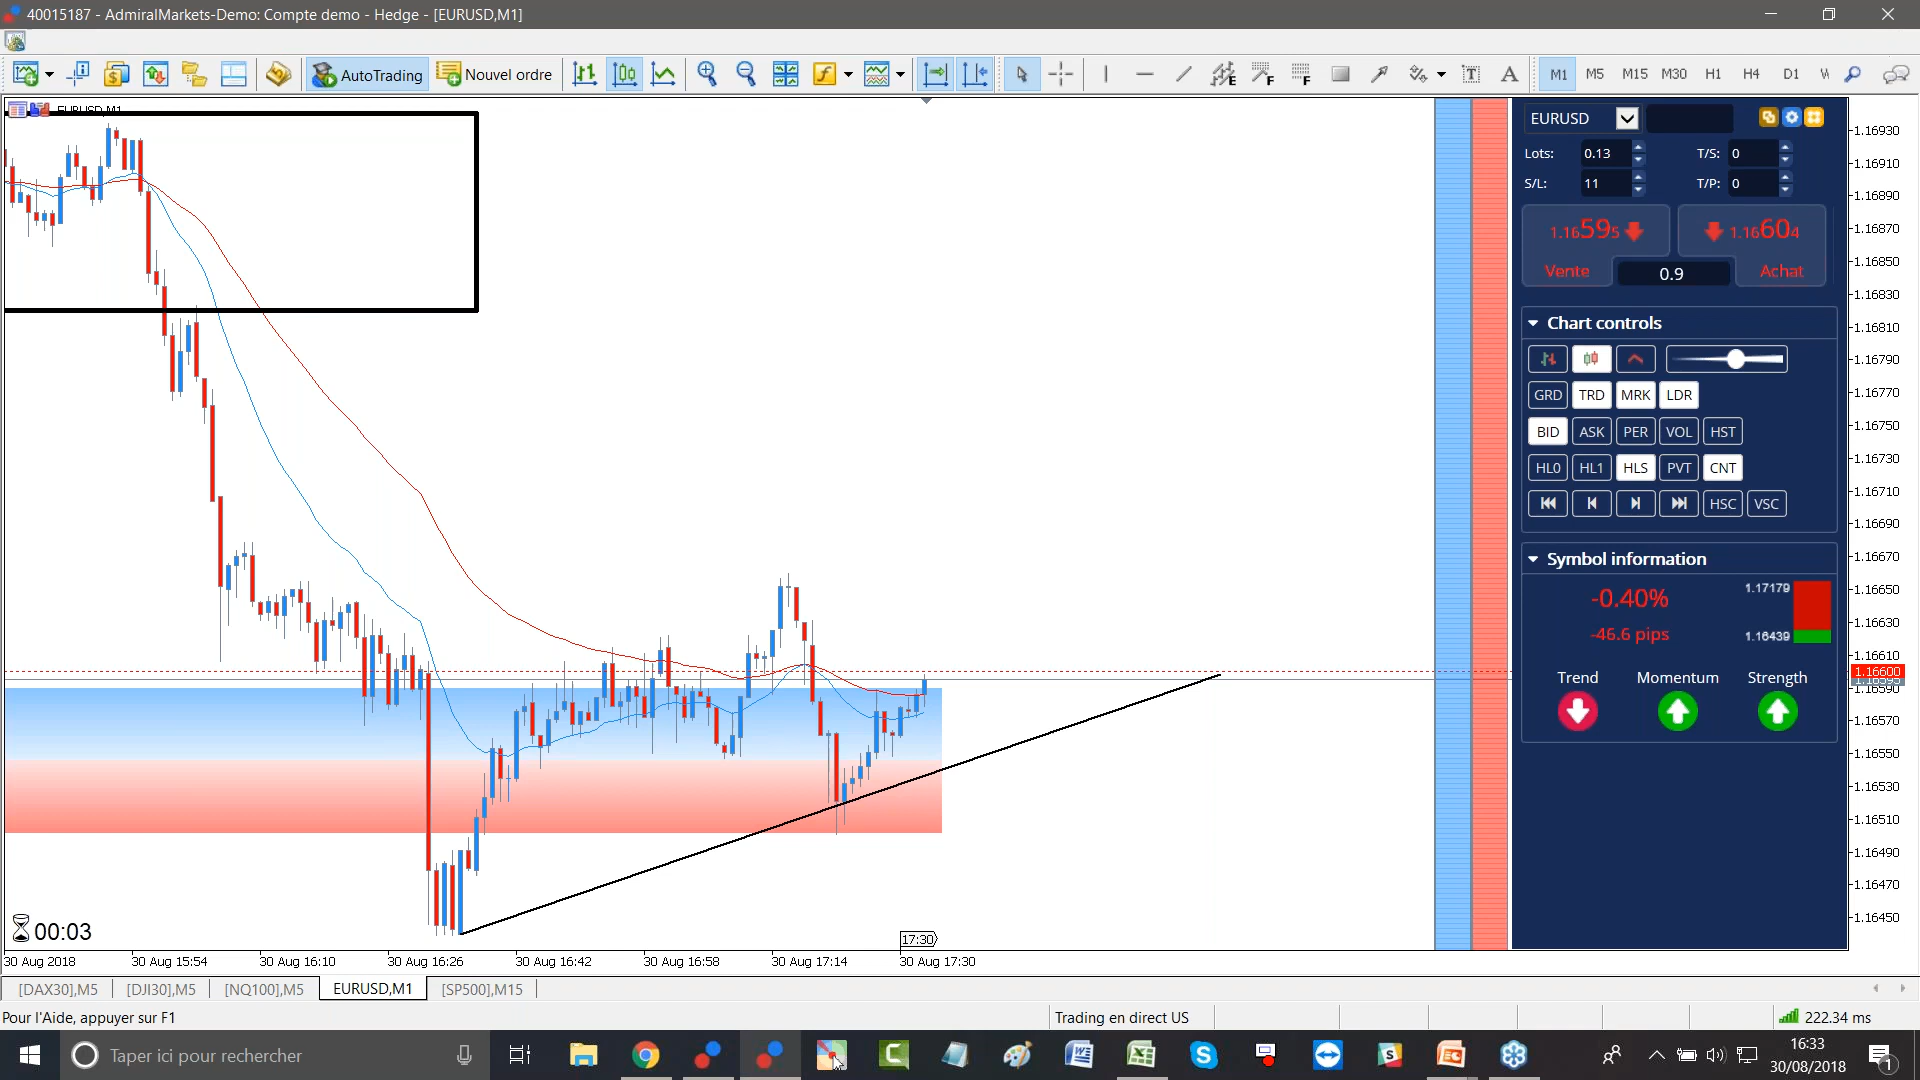 40015187 - AdmiralMarkets-Demo: Compte demo - Hedge - [EURUSD,M1]
AutoTrading
Nouvel ordre
M1 M5 M15 M30 H1 H4 D1
EURUSD,M1
EURUSD
Lots: 0.13 T/S: 0
S/L: 11 T/P: 0
1.16595 1.16604
Vente 0.9 Achat
Chart controls
GRD TRD MRK LDR
BID ASK PER VOL HST
HL0 HL1 HLS PVT CNT
HSC VSC
Symbol information
-0.40% 1.17179
-46.6 pips 1.16439
Trend Momentum Strength
1.16930
1.16910
1.16890
1.16870
1.16850
1.16830
1.16810
1.16790
1.16770
1.16750
1.16730
1.16710
1.16690
1.16670
1.16650
1.16630
1.16610
1.16600
1.16590
1.16570
1.16550
1.16530
1.16510
1.16490
1.16470
1.16450
00:03
17:30
30 Aug 2018 30 Aug 15:54 30 Aug 16:10 30 Aug 16:26 30 Aug 16:42 30 Aug 16:58 30 Aug 17:14 30 Aug 17:30
[DAX30],M5 [DJI30],M5 [NQ100],M5 EURUSD,M1 [SP500],M15
Pour l'Aide, appuyer sur F1
Trading en direct US
222.34 ms
Taper ici pour rechercher
16:33
30/08/2018
1